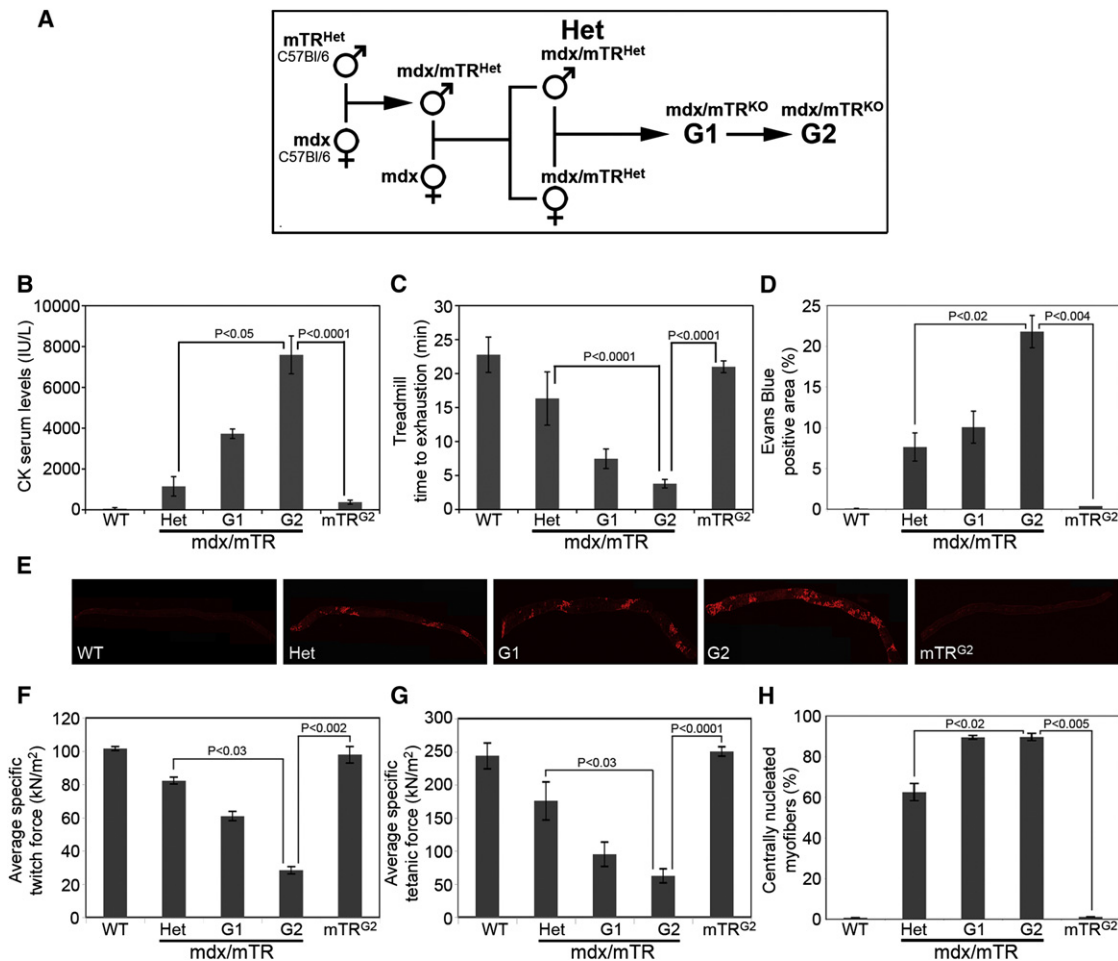 A
Het
mTR^Het
C57Bl/6
mdx/mTR^Het
mdx/mTR^Het
mdx
C57Bl/6
mdx
mdx/mTR^Het
mdx/mTR^KO
G1
mdx/mTR^KO
G2
B
CK serum levels (IU/L)
10000
8000
6000
4000
2000
0
P<0.05
P<0.0001
WT Het G1 G2 mTR^G2
mdx/mTR
C
Treadmill
time to exhaustion (min)
30
25
20
15
10
5
0
P<0.0001
P<0.0001
WT Het G1 G2 mTR^G2
mdx/mTR
D
Evans Blue
positive area (%)
25
20
15
10
5
0
P<0.02
P<0.004
WT Het G1 G2 mTR^G2
mdx/mTR
E
WT
Het
G1
G2
mTR^G2
F
Average specific
twitch force (kN/m²)
120
100
80
60
40
20
0
P<0.03
P<0.002
WT Het G1 G2 mTR^G2
mdx/mTR
G
Average specific
tetanic force (kN/m²)
300
250
200
150
100
50
0
P<0.03
P<0.0001
WT Het G1 G2 mTR^G2
mdx/mTR
H
Centrally nucleated
myofibers (%)
100
80
60
40
20
0
P<0.02
P<0.005
WT Het G1 G2 mTR^G2
mdx/mTR